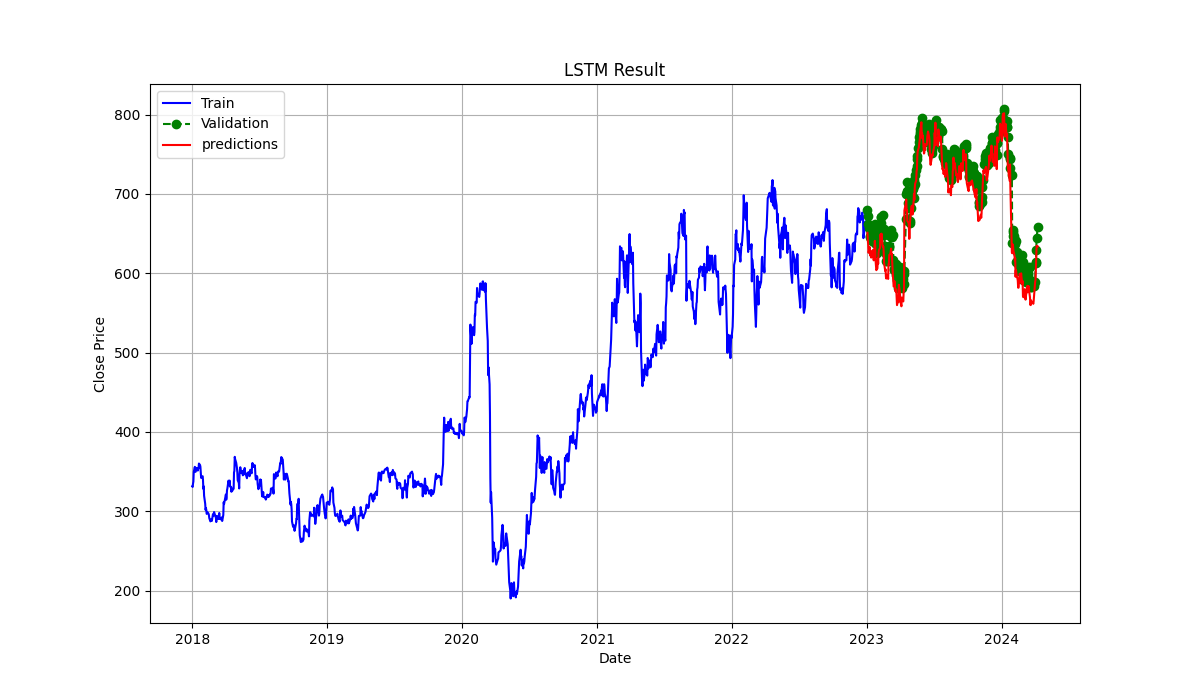 LSTM Result
Train
Validation
predictions
800
700
600
500
400
300
200
Close Price
2018 2019 2020 2021 2022 2023 2024
Date